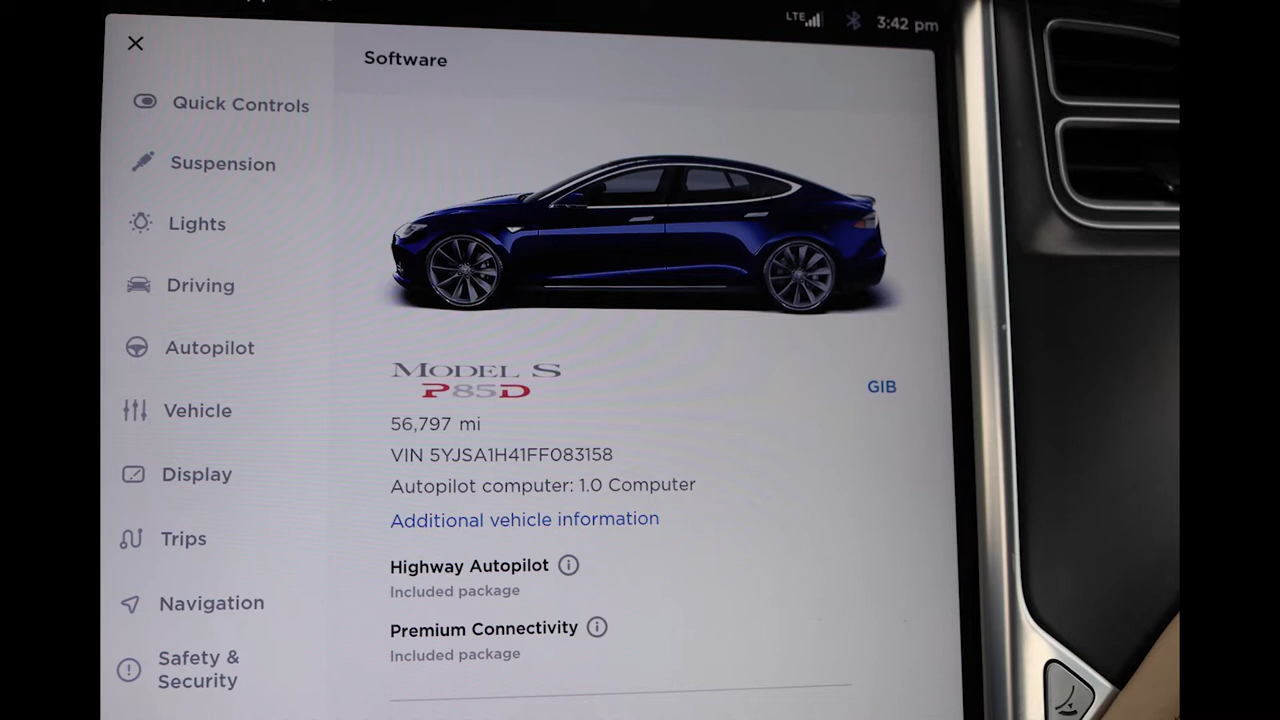 LTE
3:42 pm
Software
Quick Controls
Suspension
Lights
Driving
Autopilot
Vehicle
Display
Trips
Navigation
Safety &
Security
MODEL S
P85D
GIB
56,797 mi
VIN 5YJSA1H41FF083158
Autopilot computer: 1.0 Computer
Additional vehicle information
Highway Autopilot
Included package
Premium Connectivity
Included package